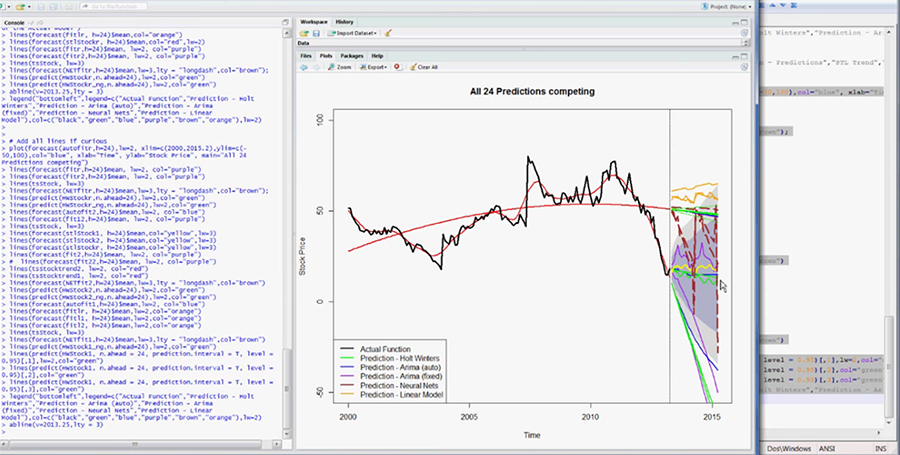 Go to file/function
Project: (None)
Console ~/
> lines(forecast(fitlr, h=24)$mean,col="orange")
> lines(forecast(stlStockr, h=24)$mean,col="red",lw=2)
> lines(forecast(fitr,h=24)$mean, lw=2, col="purple")
> lines(forecast(fitr2,h=24)$mean, lw=2, col="purple")
> lines(tsStock, lw=3)
> lines(forecast(NETfitr,h=24)$mean,lw=3,lty = "longdash",col="brown");
> lines(predict(HWStockr,n.ahead=24),lw=2,col="green")
> lines(predict(HWStockr_ng,n.ahead=24),lw=2,col="green")
> abline(v=2013.25,lty = 3)
> legend("bottomleft",legend=c("Actual Function","Prediction - Holt
Winters","Prediction - Arima (auto)","Prediction - Arima
(fixed)","Prediction - Neural Nets","Prediction - Linear
Model"),col=c("black","green","blue","purple","brown","orange"),lw=2)
>
>
> # Add all lines if curious
> plot(forecast(autofitr,h=24),lw=2, xlim=c(2000,2015.2),ylim=c(-
50,100),col="blue", xlab="Time", ylab="Stock Price", main="All 24
Predictions competing")
> lines(forecast(fitr,h=24)$mean, lw=2, col="purple")
> lines(forecast(fitr2,h=24)$mean, lw=2, col="purple")
> lines(tsStock, lw=3)
> lines(forecast(NETfitr,h=24)$mean,lw=3,lty = "longdash",col="brown");
> lines(predict(HWStockr,n.ahead=24),lw=2,col="green")
> lines(predict(HWStockr_ng,n.ahead=24),lw=2,col="green")
> lines(forecast(autofit2,h=24)$mean,lw=2, col="blue")
> lines(forecast(fit12,h=24)$mean, lw=2, col="purple")
> lines(tsStock, lw=3)
> lines(forecast(stlStock1, h=24)$mean,col="yellow",lw=3)
> lines(forecast(stlStock2, h=24)$mean,col="yellow",lw=3)
> lines(forecast(stlStockr, h=24)$mean,col="yellow",lw=3)
> lines(forecast(fit2,h=24)$mean, lw=2, col="purple")
> # lines(forecast(fit22,h=24)$mean, lw=2, col="purple")
> lines(tsStocktrend2, lw=2, col="red")
> lines(tsStocktrend1, lw=2, col="red")
> lines(forecast(NETfit2,h=24)$mean,lw=3,lty = "longdash",col="brown")
> lines(predict(HWStock2,n.ahead=24),lw=2,col="green")
> lines(predict(HWStock2_ng,n.ahead=24),lw=2,col="green")
> lines(forecast(autofit1,h=24)$mean,lw=2, col="blue")
> lines(forecast(fitlr,h=24)$mean,lw=2,col="orange")
> lines(forecast(fitl1,h=24)$mean,lw=2,col="orange")
> lines(forecast(fitl2,h=24)$mean,lw=2,col="orange")
> lines(tsStock, lw=3)
> lines(forecast(NETfit1,h=24)$mean,lw=3,lty = "longdash",col="brown")
> lines(predict(HWStock1_ng,n.ahead=24),lw=2,col="green")
> lines(predict(HWStock1, n.ahead = 24, prediction.interval = T, level =
0.95)[,1],lw=2,col="green")
> lines(predict(HWStock1, n.ahead = 24, prediction.interval = T, level =
0.95)[,2],col="green")
> lines(predict(HWStock1, n.ahead = 24, prediction.interval = T, level =
0.95)[,3],col="green")
> legend("bottomleft",legend=c("Actual Function","Prediction - Holt
Winters","Prediction - Arima (auto)","Prediction - Arima
(fixed)","Prediction - Neural Nets","Prediction - Linear
Model"),col=c("black","green","blue","purple","brown","orange"),lw=2)
> abline(v=2013.25,lty = 3)
>
Workspace History
Import Dataset
Data
Files Plots Packages Help
Zoom Export Clear All
All 24 Predictions competing
100
50
0
-50
Stock Price
Actual Function
Prediction - Holt Winters
Prediction - Arima (auto)
Prediction - Arima (fixed)
Prediction - Neural Nets
Prediction - Linear Model
2000 2005 2010 2015
Time
- Predictions","STL Trend",
col="blue", xlab=
level = 0.95)[,1],lw=2,col=
level = 0.95)[,2],col="green
level = 0.95)[,3],col="green
Dos\Windows ANSI INS